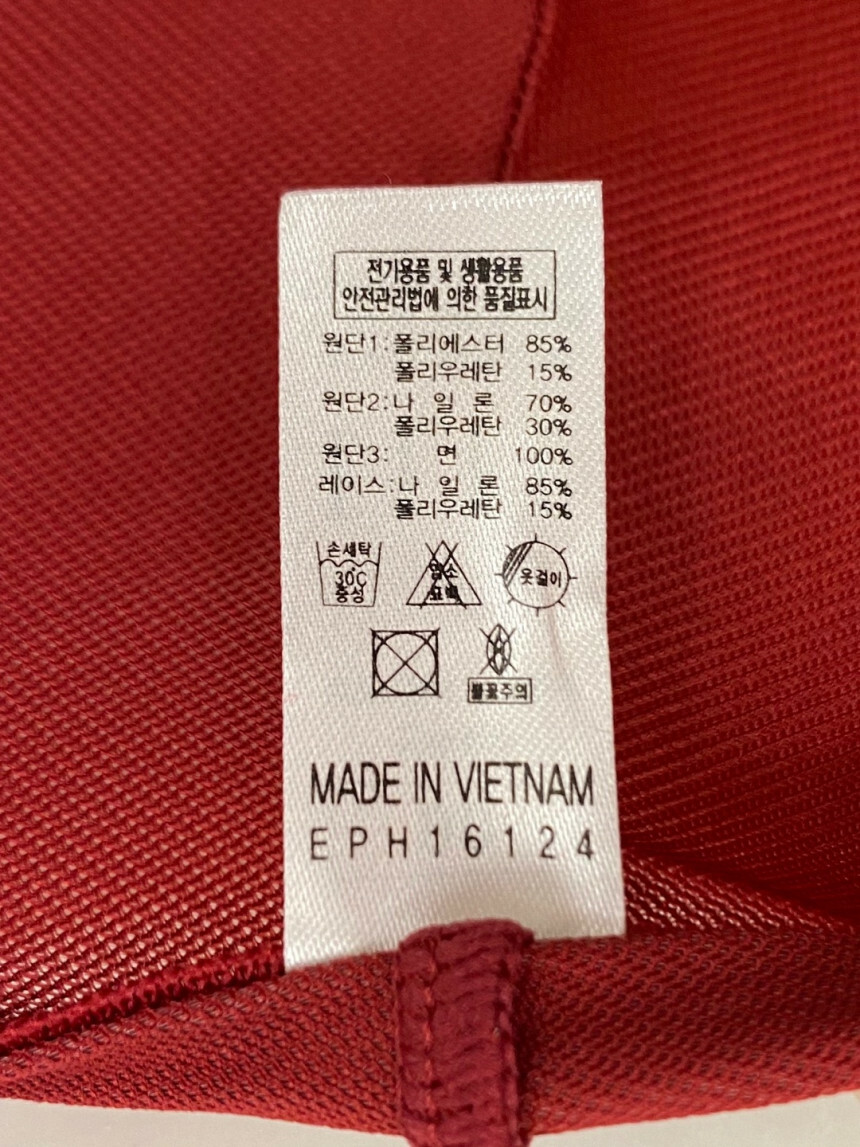 전기용품 및 생활용품
안전관리법에 의한 품질표시
원단1:폴리에스터 85%
폴리우레탄 15%
원단2:나 일 론 70%
폴리우레탄 30%
원단3: 면 100%
레이스:나 일 론 85%
폴리우레탄 15%
손세탁
30℃
중성
염소
표백
옷걸이
불꽃주의
MADE IN VIETNAM
EPH16124